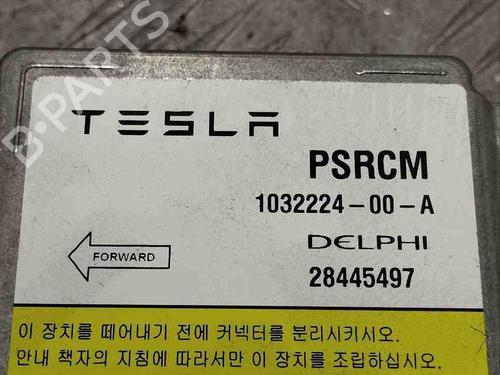 B-PARTS
TESLA
PSRCM
1032224-00-A
DELPHI
FORWARD
28445497
이 장치를 떼어내기 전에 커넥터를 분리시키시오.
안내 책자의 지침에 따라서만 이 장치를 조립하십시오.